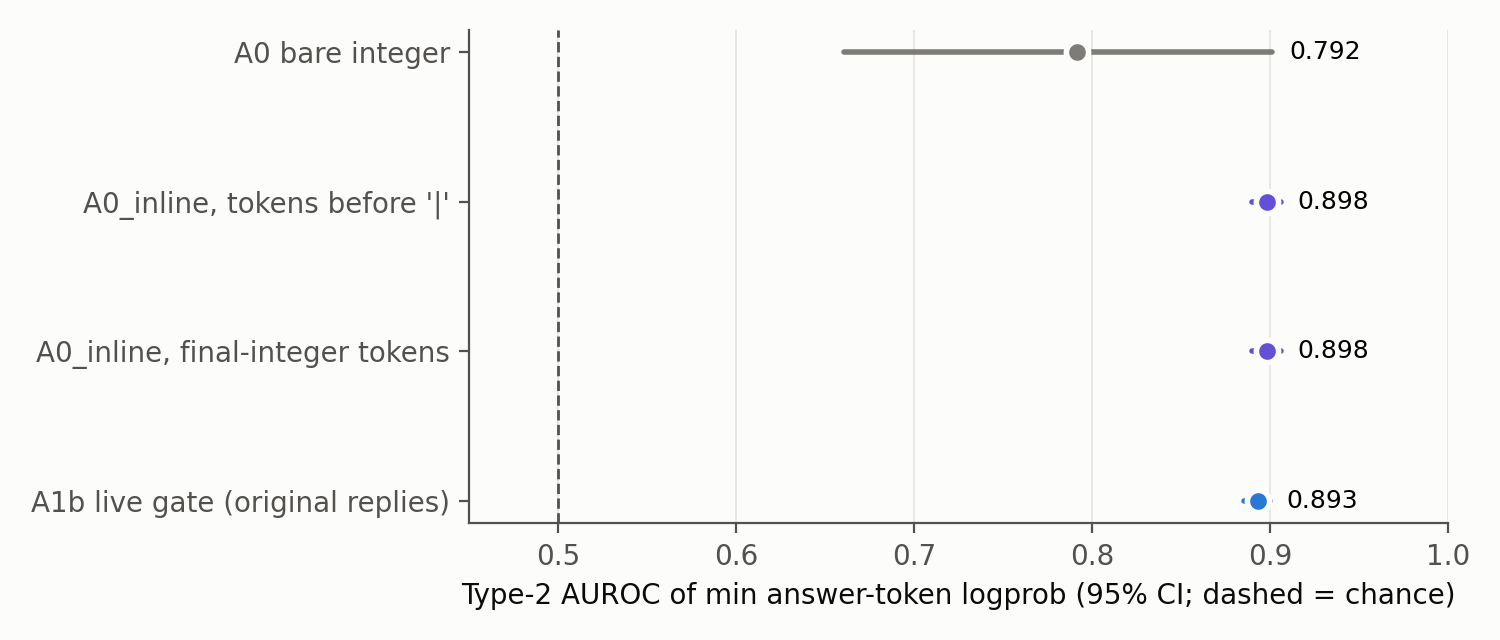 A0 bare integer
0.792
A0_inline, tokens before '|'
0.898
A0_inline, final-integer tokens
0.898
A1b live gate (original replies)
0.893
0.5 0.6 0.7 0.8 0.9 1.0
Type-2 AUROC of min answer-token logprob (95% CI; dashed = chance)